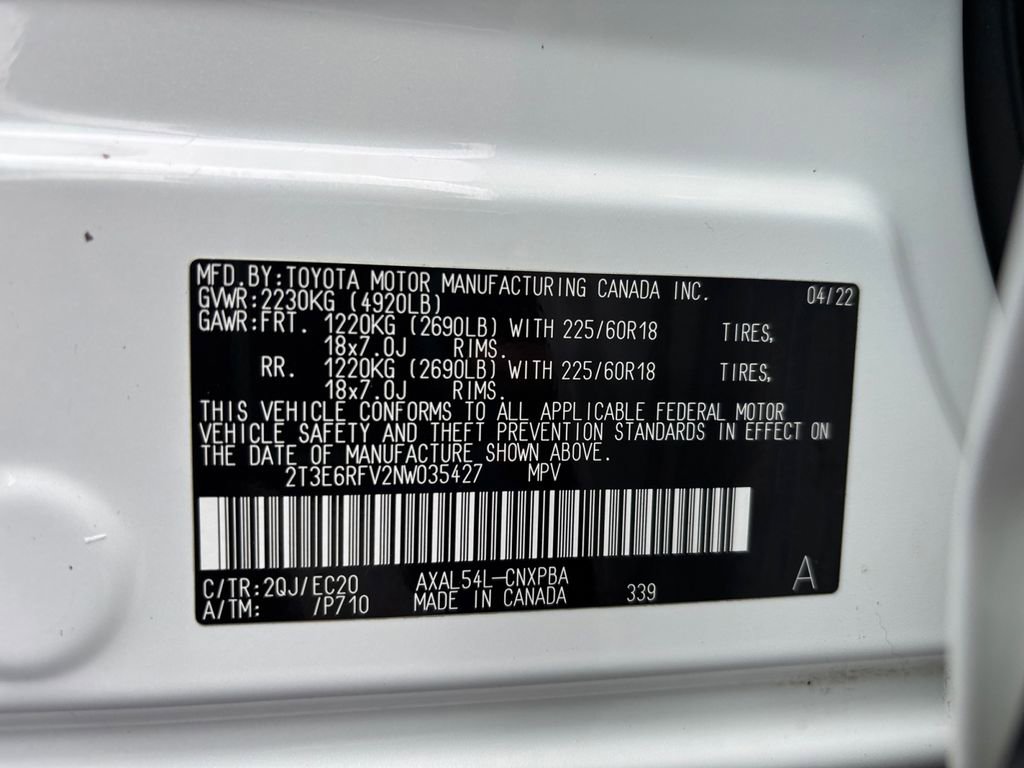 MFD.BY:TOYOTA MOTOR MANUFACTURING CANADA INC. 04/22
GVWR:2230KG (4920LB)
GAWR:FRT. 1220KG (2690LB) WITH 225/60R18 TIRES,
18x7.0J RIMS.
RR. 1220KG (2690LB) WITH 225/60R18 TIRES,
18x7.0J RIMS.
THIS VEHICLE CONFORMS TO ALL APPLICABLE FEDERAL MOTOR
VEHICLE SAFETY AND THEFT PREVENTION STANDARDS IN EFFECT ON
THE DATE OF MANUFACTURE SHOWN ABOVE.
2T3E6RFV2NW035427 MPV
C/TR:2QJ/EC20 AXAL54L-CNXPBA
A/TM: /P710 MADE IN CANADA 339 A